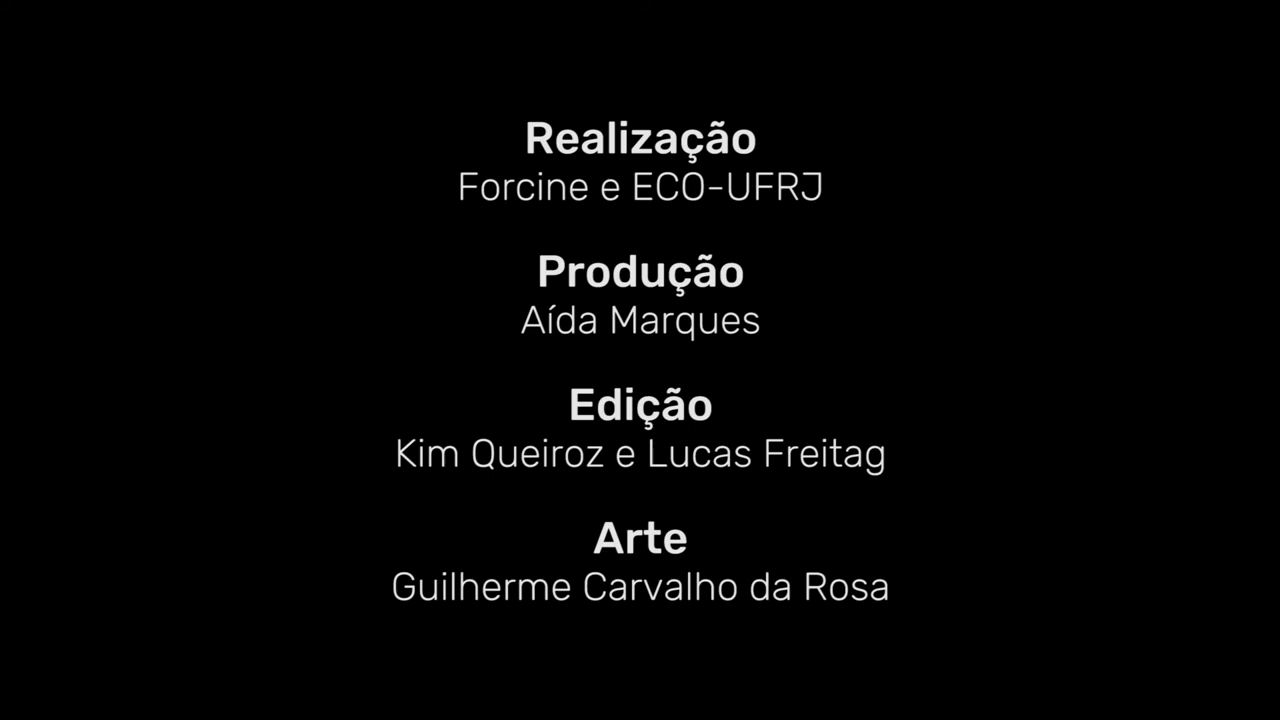 Realização
Forcine e ECO-UFRJ
Produção
Aída Marques
Edição
Kim Queiroz e Lucas Freitag
Arte
Guilherme Carvalho da Rosa